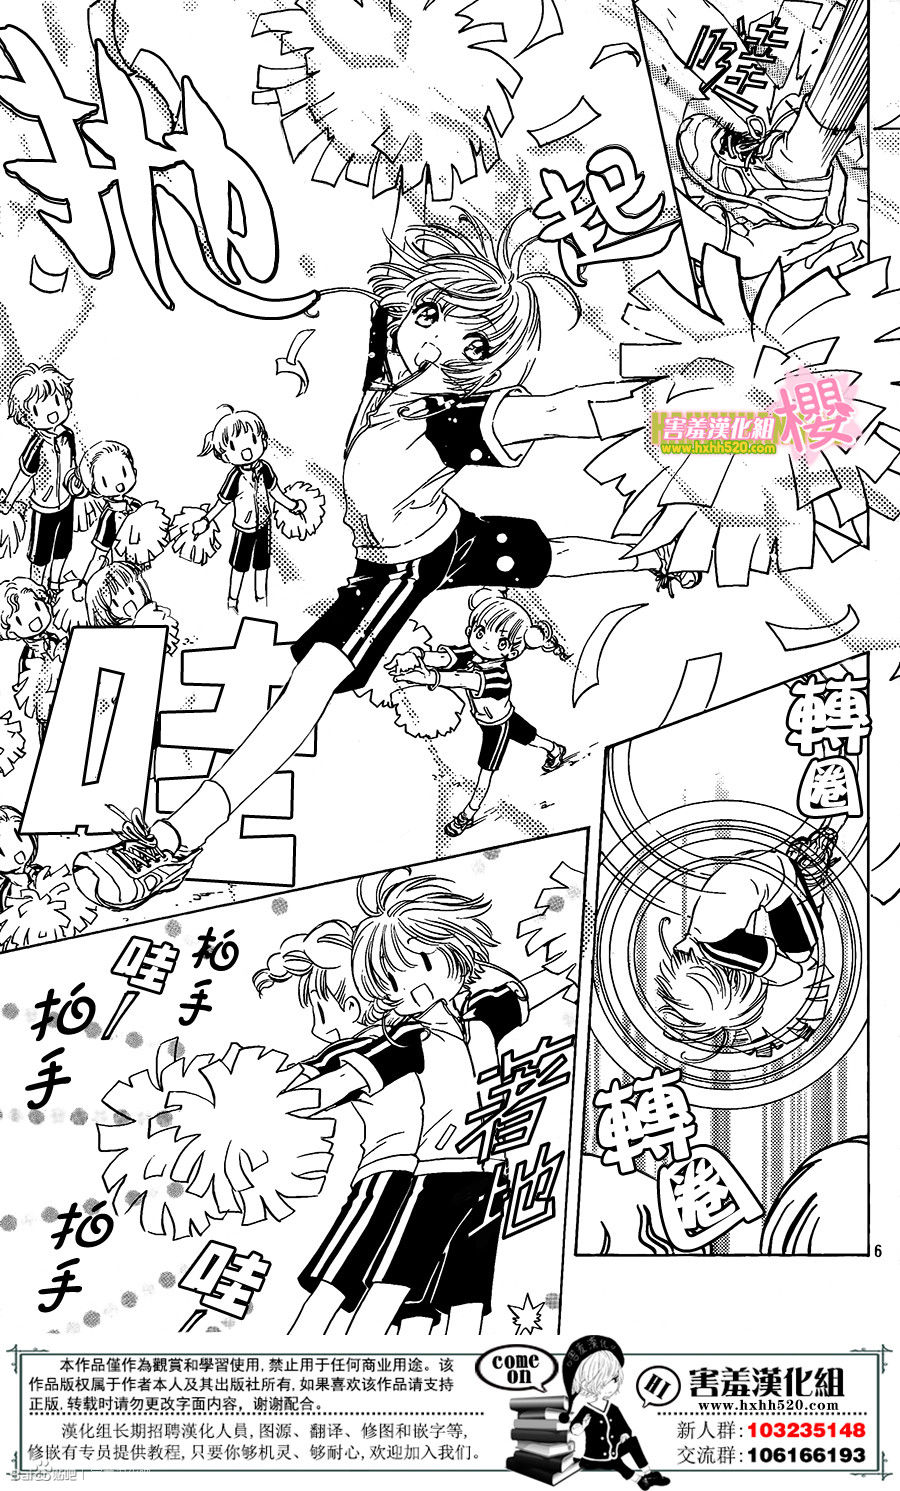 噠
抱
起
櫻
害羞漢化組
www.hxhh520.com
哇
轉圈
轉圈
拍手
哇—
拍手
著地
拍手
哇—
6
本作品僅作為觀賞和學習使用,禁止用于任何商业用途。该
作品版权属于作者本人及其出版社所有,如果喜欢该作品请支持
正版,转载时请勿更改字面内容,谢谢配合。
漢化组长期招聘漢化人員,图源、翻译、修图和嵌字等,
修嵌有专员提供教程,只要你够机灵、够耐心,欢迎加入我们。
come on
HI
害羞漢化組
www.hxhh520.com
新人群:103235148
交流群:106166193